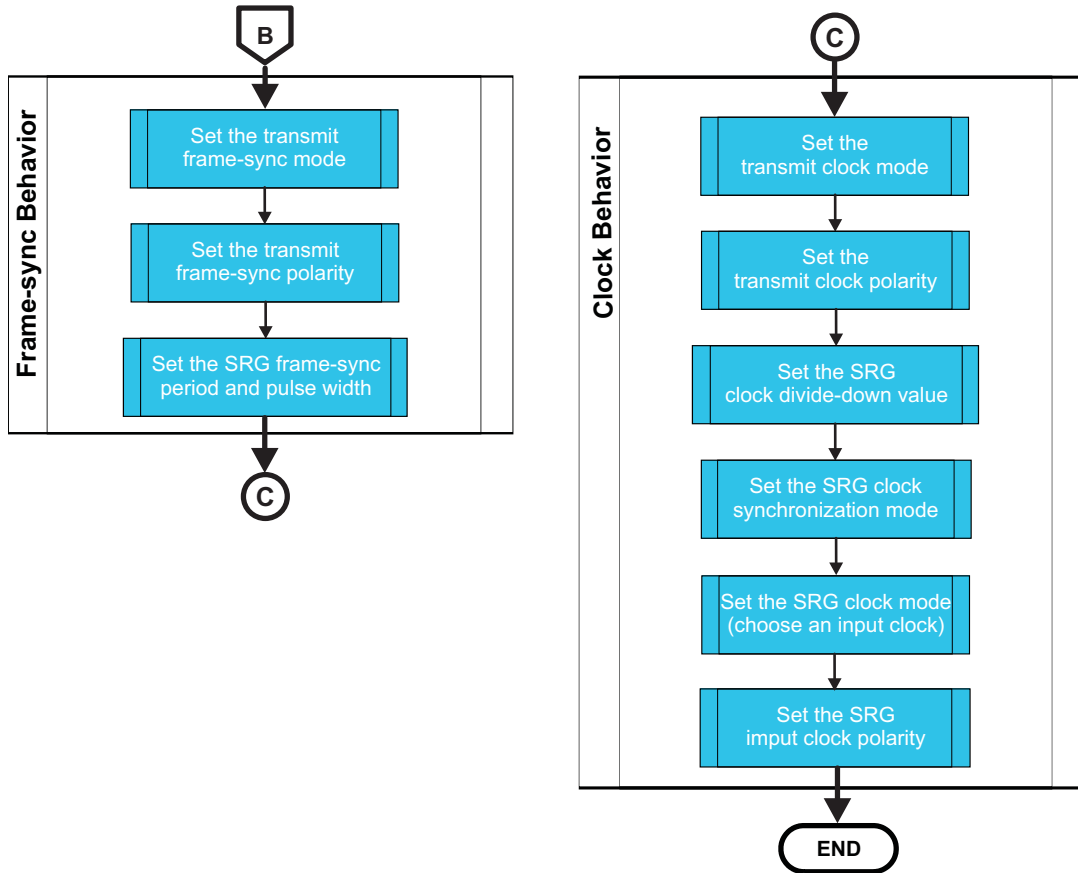 B
Frame-sync Behavior
Set the transmit
frame-sync mode
Set the transmit
frame-sync polarity
Set the SRG frame-sync
period and pulse width
C
C
Clock Behavior
Set the
transmit clock mode
Set the
transmit clock polarity
Set the SRG
clock divide-down value
Set the SRG clock
synchronization mode
Set the SRG clock mode
(choose an input clock)
Set the SRG
imput clock polarity
END